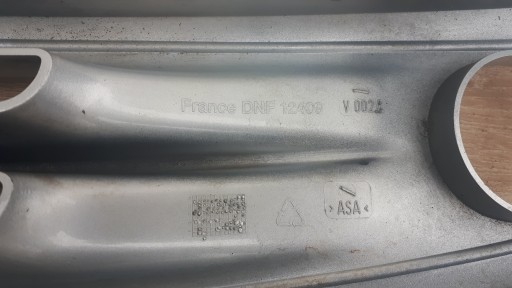 France DNF 12409
V 002
> ASA <